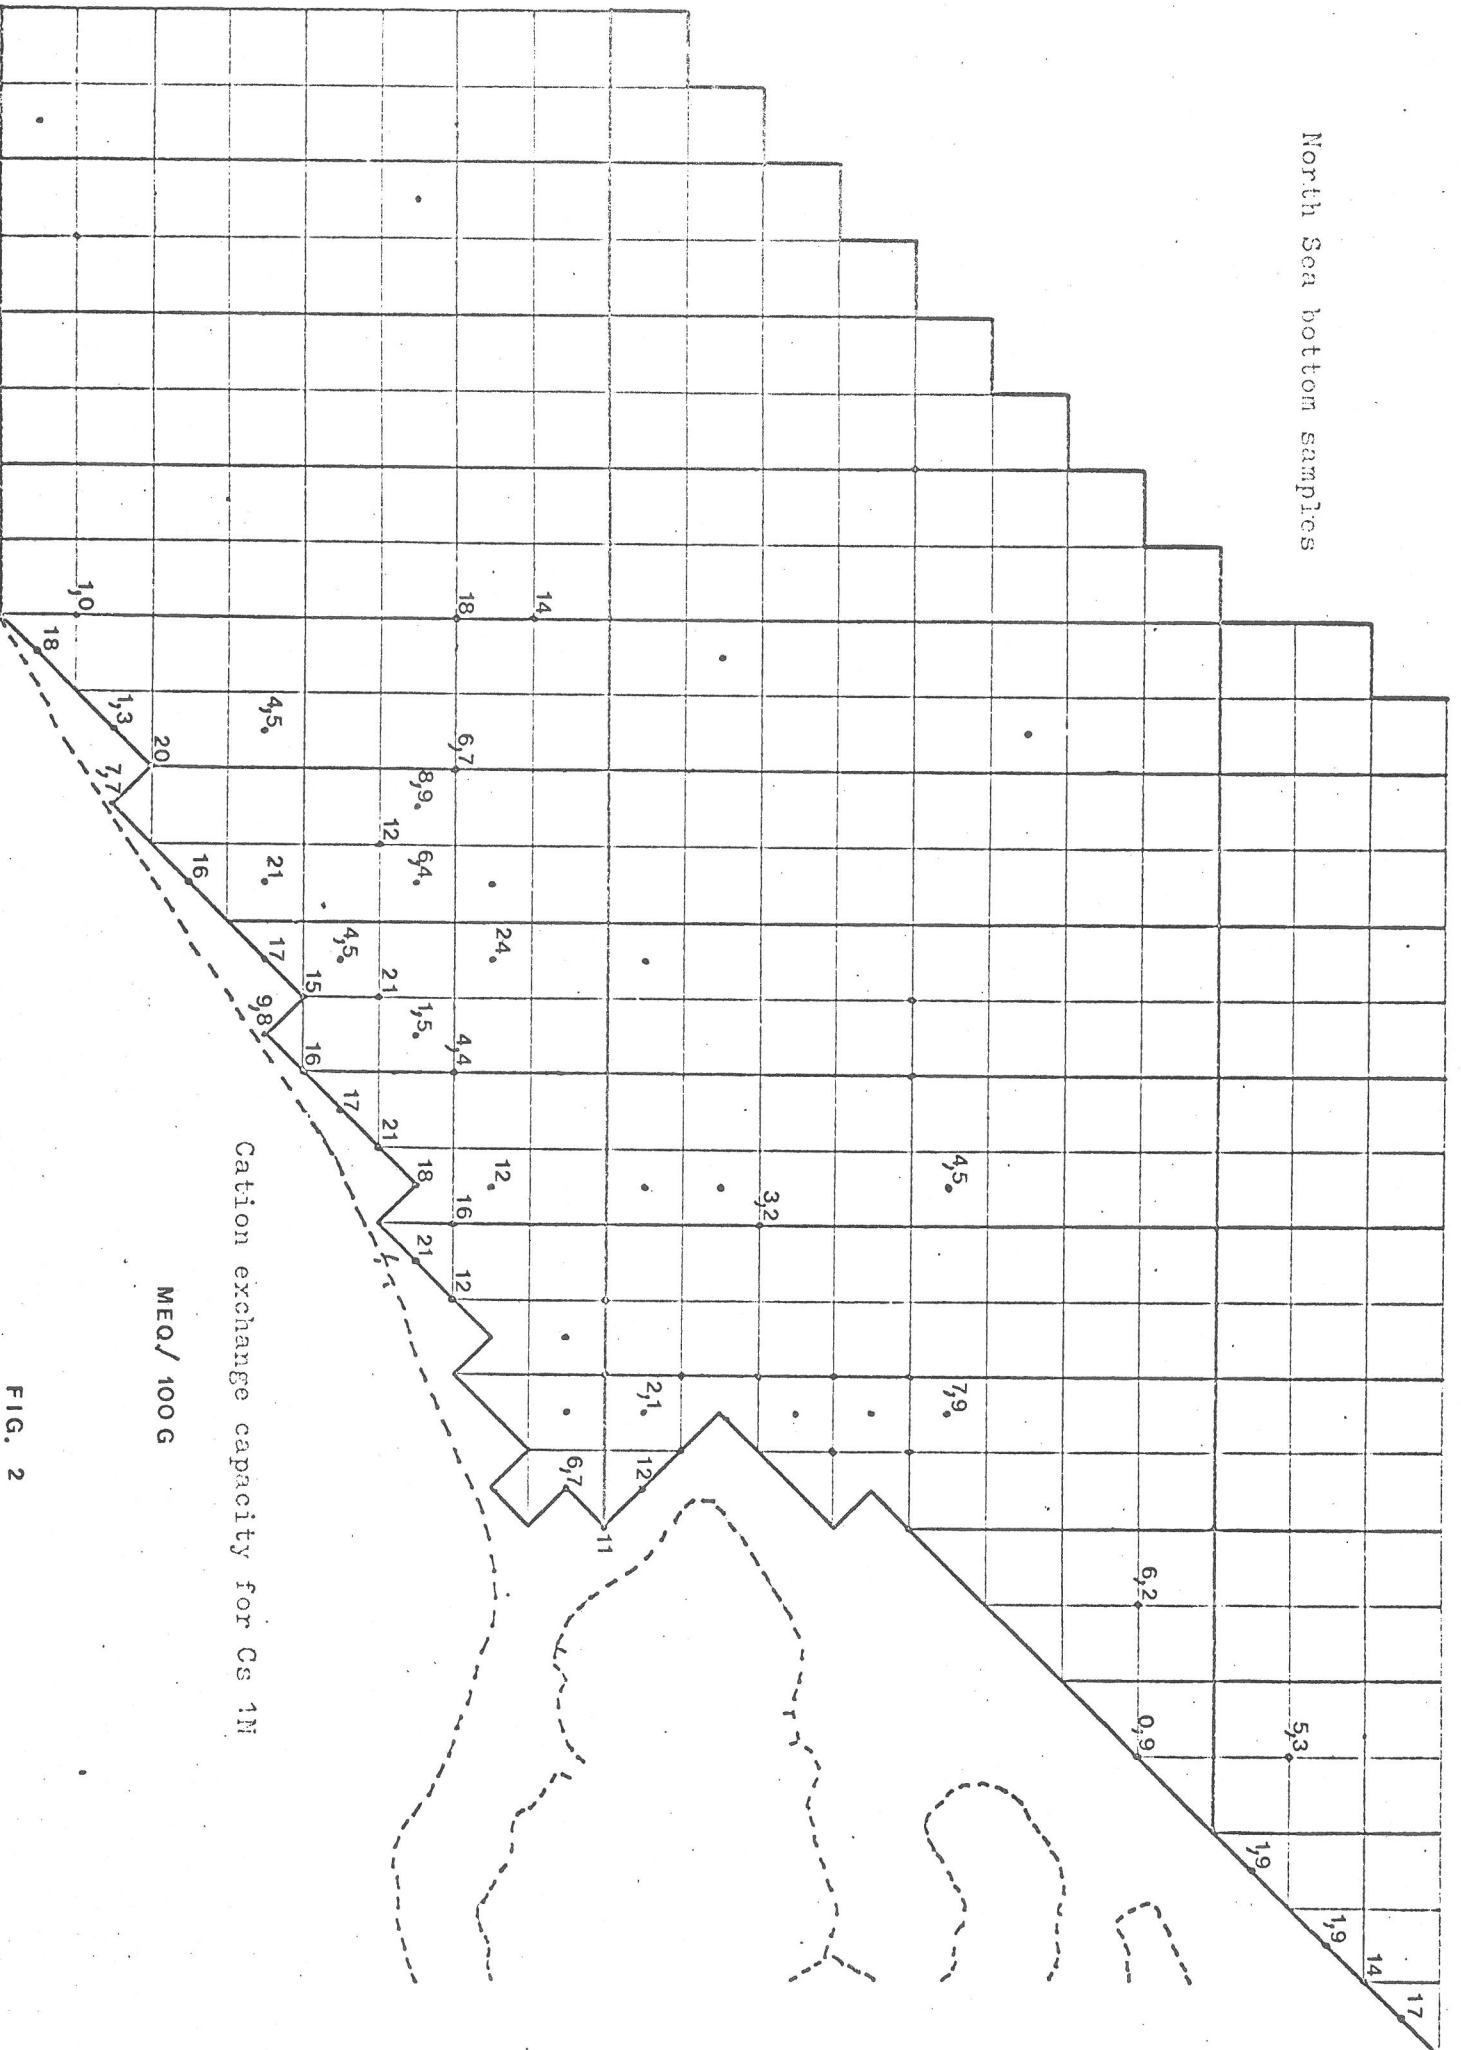 North Sea bottom samples
17
14
1,9
5,3
1,9
6,2 0,9
4,5 7,9
3,2
2,1 12
11
6,7
14
24 12
18 6,7 4,4 16 12
8,9 6,4 1,5 18 21
12 21 21
4,5 17
15 16
4,5 21 17 9,8
16
20
1,3 7,7
1,0
18
Cation exchange capacity for Cs 1N
MEQ./100G
FIG. 2